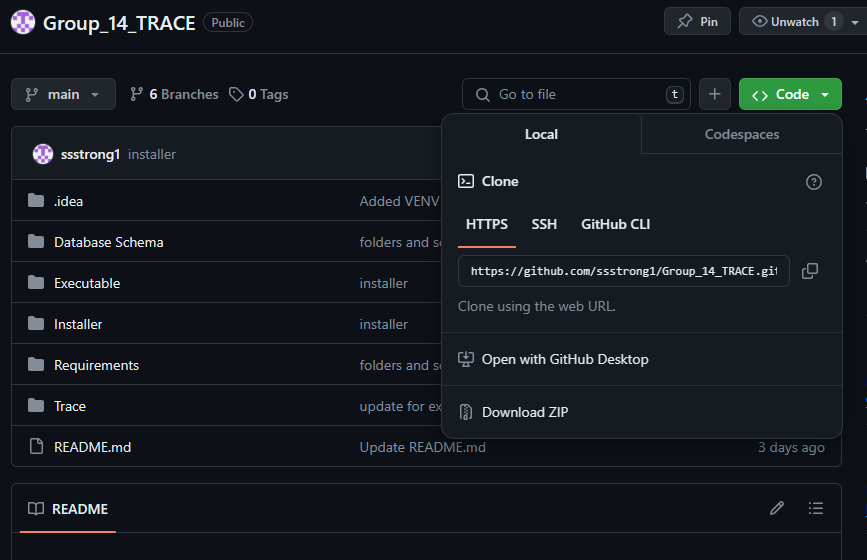 Group_14_TRACE Public Pin Unwatch 1
main 6 Branches 0 Tags Go to file t Code
Local Codespaces
ssstrong1 installer
Clone
.idea Added VENV
HTTPS SSH GitHub CLI
Database Schema folders and
https://github.com/ssstrong1/Group_14_TRACE.git
Executable installer
Clone using the web URL.
Installer installer
Open with GitHub Desktop
Requirements folders and
Trace update for
Download ZIP
README.md Update README.md 3 days ago
README